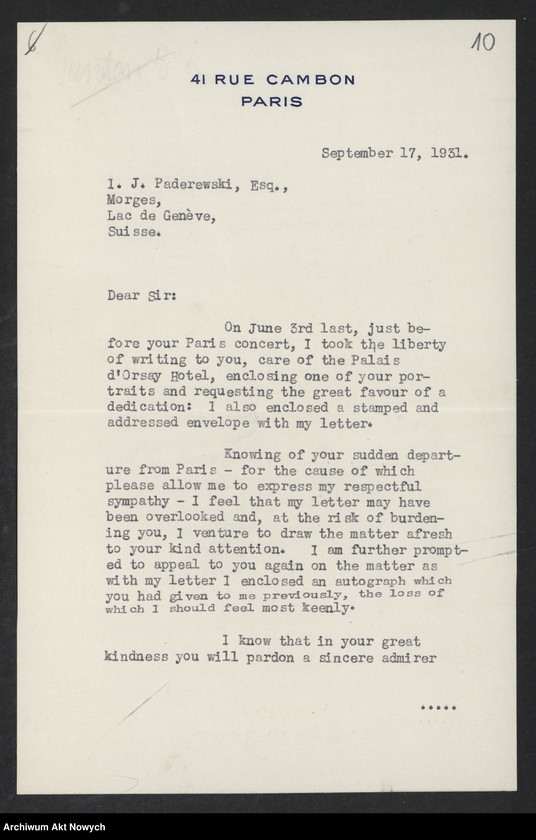 10
41 RUE CAMBON
PARIS
September 17, 1931.
I. J. Paderewski, Esq.,
Morges,
Lac de Genève,
Suisse.
Dear Sir:
On June 3rd last, just be-
fore your Paris concert, I took the liberty
of writing to you, care of the Palais
d'Orsay Hotel, enclosing one of your por-
traits and requesting the great favour of a
dedication: I also enclosed a stamped and
addressed envelope with my letter.
Knowing of your sudden depart-
ure from Paris - for the cause of which
please allow me to express my respectful
sympathy - I feel that my letter may have
been overlooked and, at the risk of burden-
ing you, I venture to draw the matter afresh
to your kind attention. I am further prompt-
ed to appeal to you again on the matter as
with my letter I enclosed an autograph which
you had given to me previously, the loss of
which I should feel most keenly.
I know that in your great
kindness you will pardon a sincere admirer
.....
Archiwum Akt Nowych